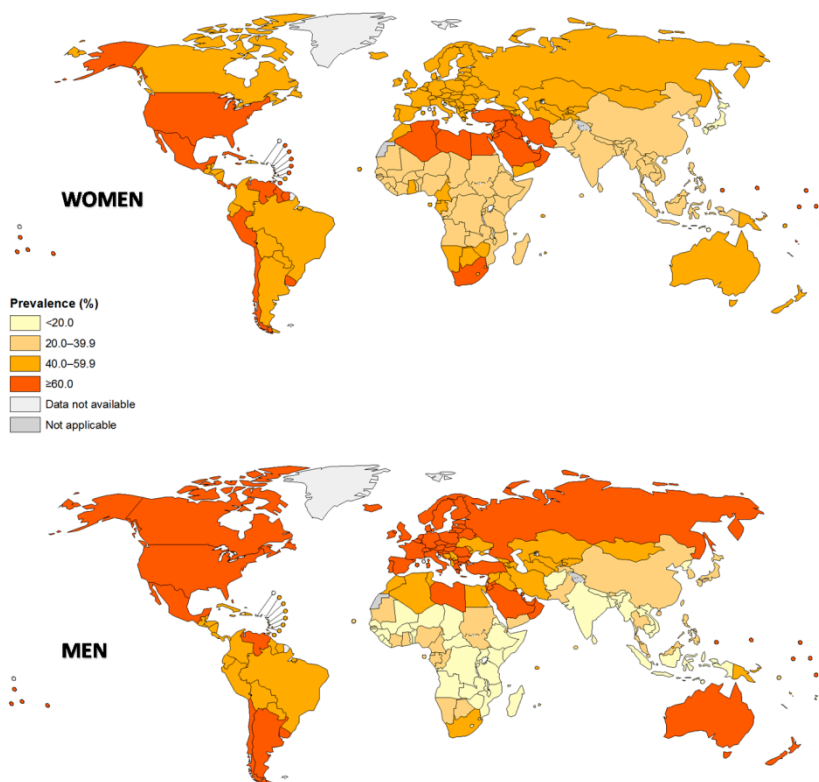 WOMEN
Prevalence (%)
<20.0
20.0–39.9
40.0–59.9
≥60.0
Data not available
Not applicable
MEN